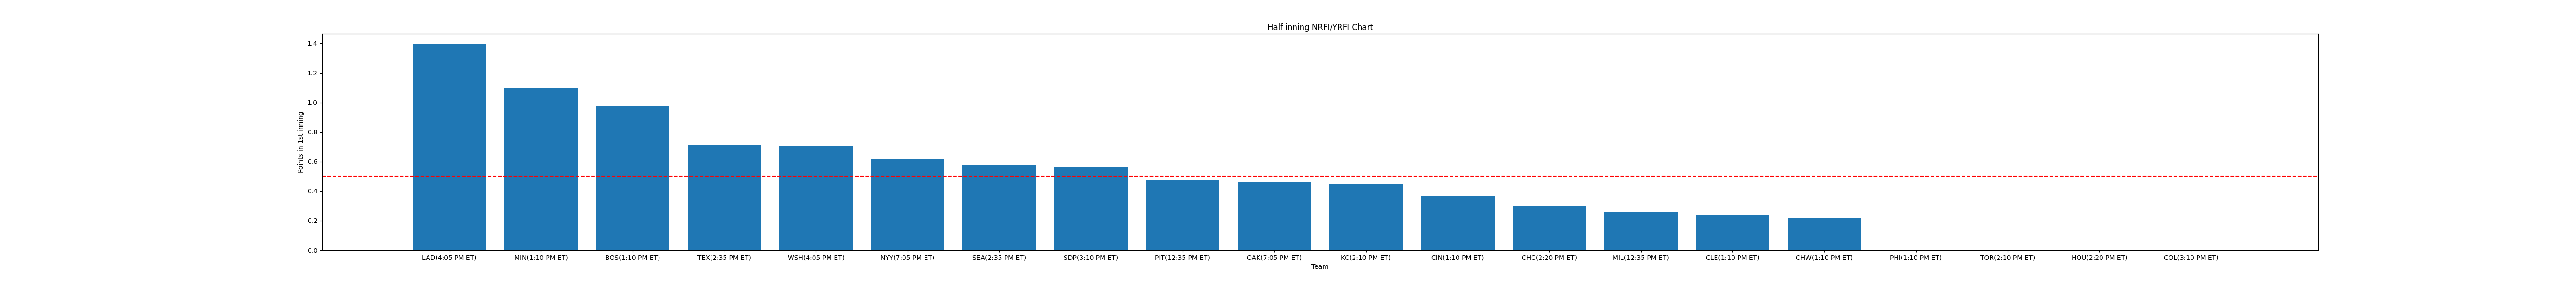 Half inning NRFI/YRFI Chart
Points in 1st inning
1.4
1.2
1.0
0.8
0.6
0.4
0.2
0.0
LAD(4:05 PM ET) MIN(1:10 PM ET) BOS(1:10 PM ET) TEX(2:35 PM ET) WSH(4:05 PM ET) NYY(7:05 PM ET) SEA(2:35 PM ET) SDP(3:10 PM ET) PIT(12:35 PM ET) OAK(7:05 PM ET) KC(2:10 PM ET) CIN(1:10 PM ET) CHC(2:20 PM ET) MIL(12:35 PM ET) CLE(1:10 PM ET) CHW(1:10 PM ET) PHI(1:10 PM ET) TOR(2:10 PM ET) HOU(2:20 PM ET) COL(3:10 PM ET)
Team